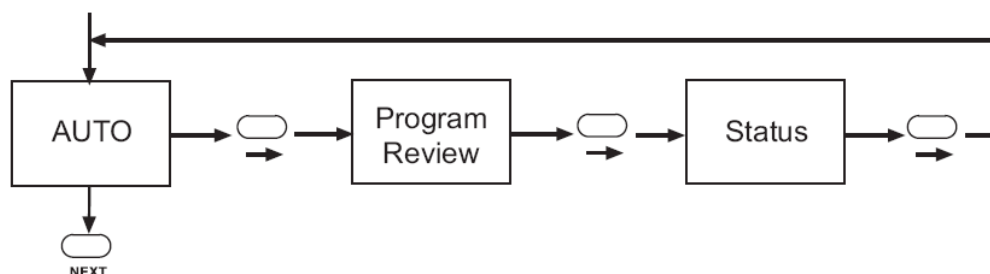 AUTO
Program
Review
Status
NEXT